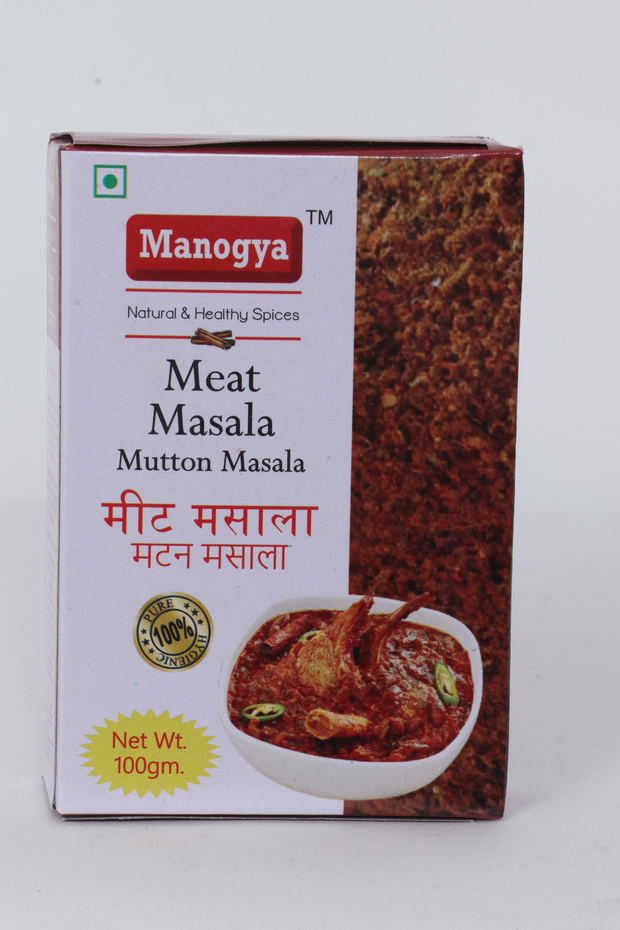 Manogya
TM
Natural & Healthy Spices
Meat
Masala
Mutton Masala
मीट मसाला
मटन मसाला
PURE
100%
HYGIENIC
Net Wt.
100gm.